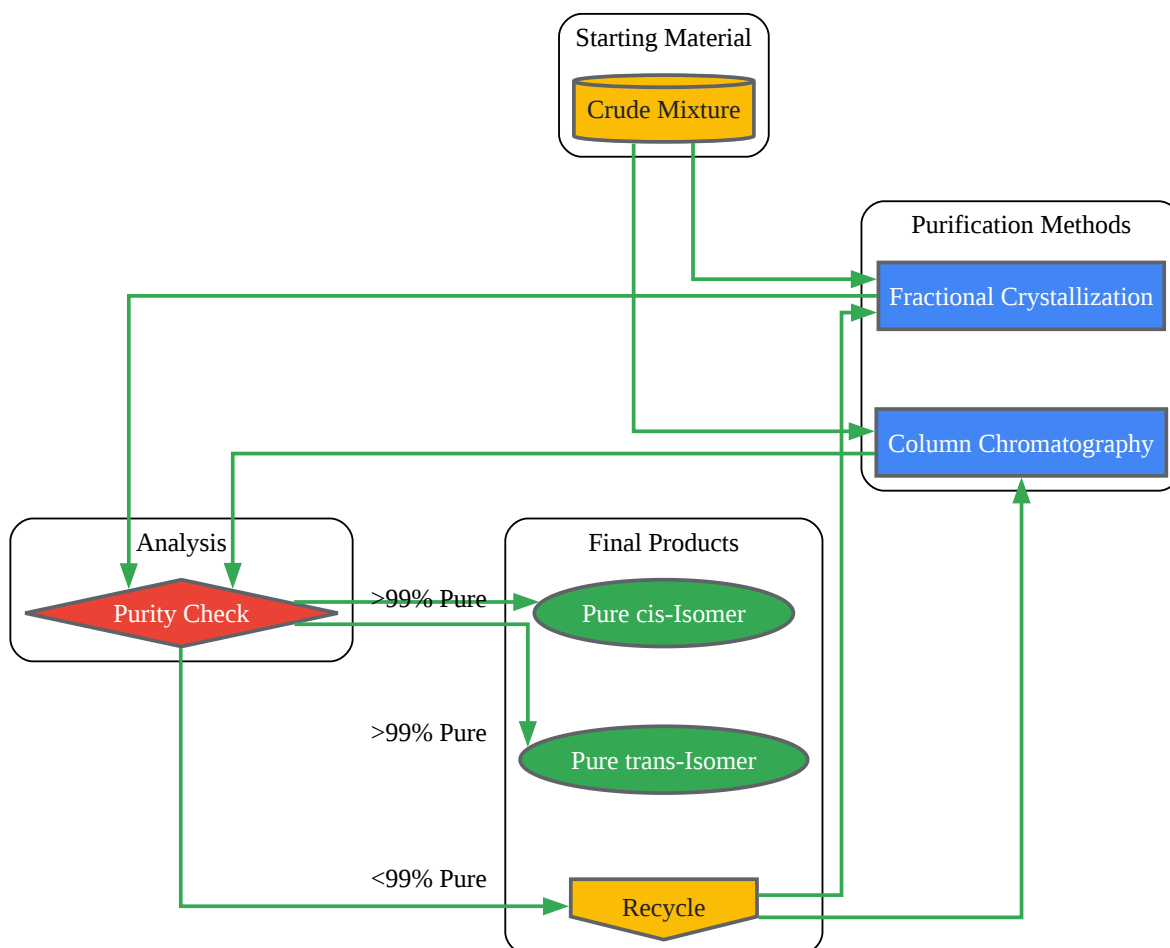 Starting Material
Crude Mixture
Purification Methods
Fractional Crystallization
Column Chromatography
Analysis
Purity Check
Final Products
>99% Pure
Pure cis-Isomer
>99% Pure
Pure trans-Isomer
<99% Pure
Recycle